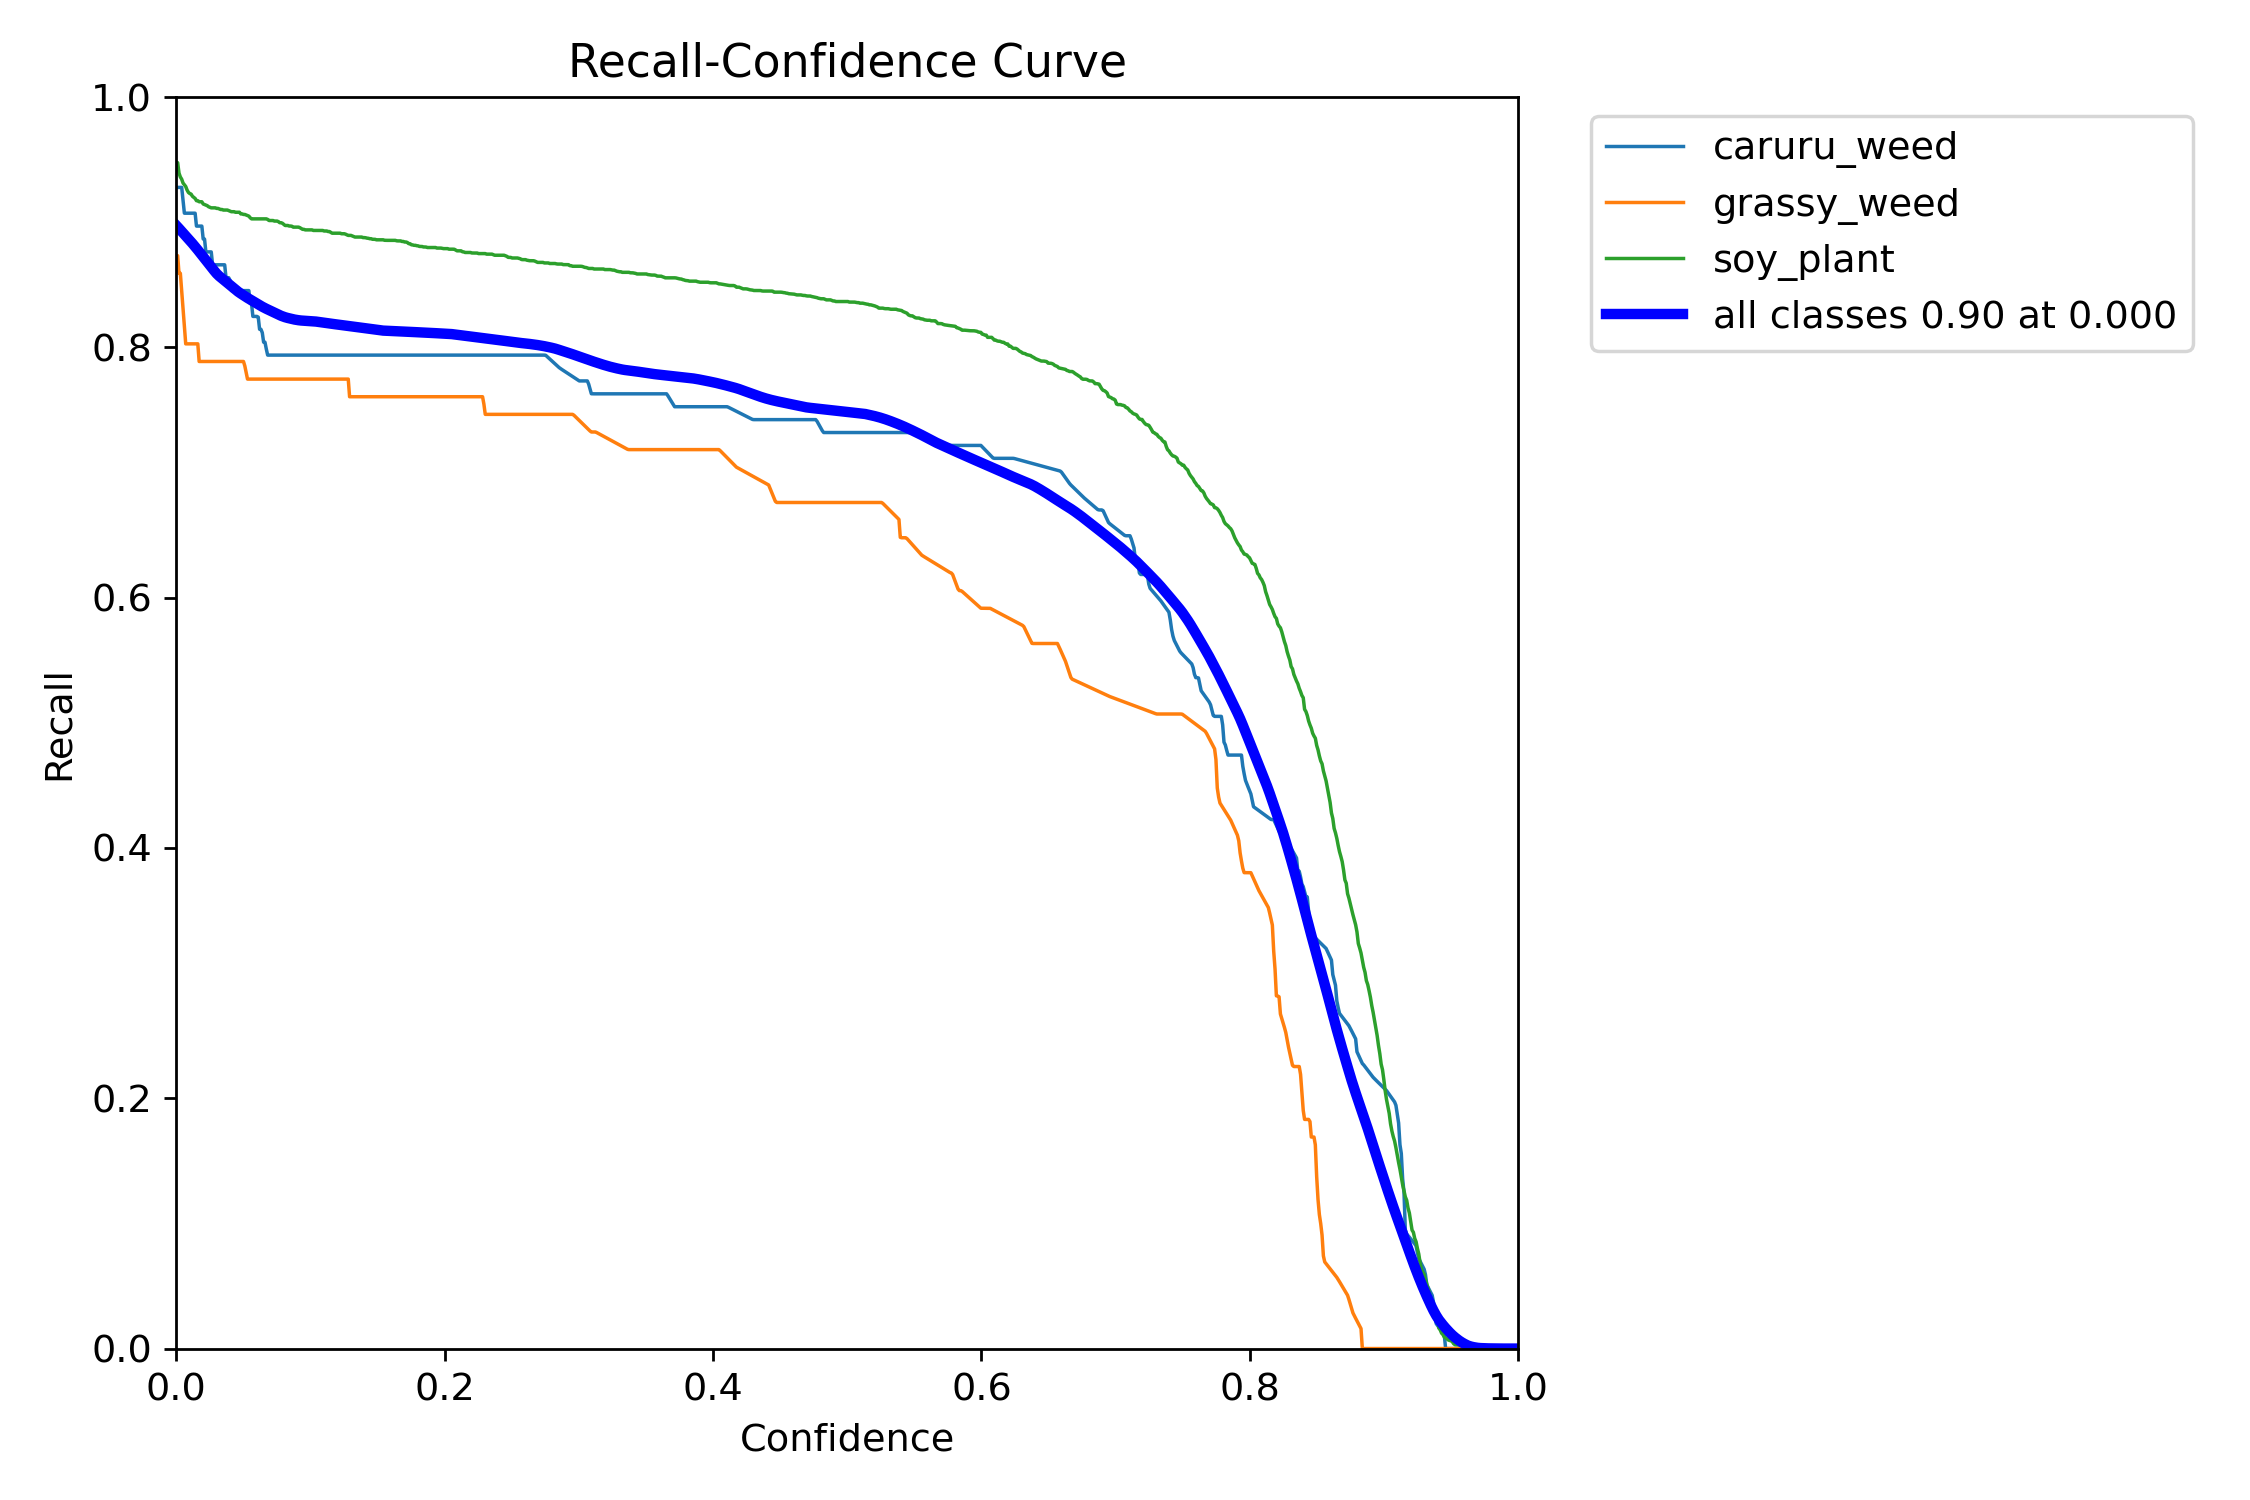 Recall-Confidence Curve
1.0
0.8
0.6
0.4
0.2
0.0
Recall
0.0 0.2 0.4 0.6 0.8 1.0
Confidence
caruru_weed
grassy_weed
soy_plant
all classes 0.90 at 0.000